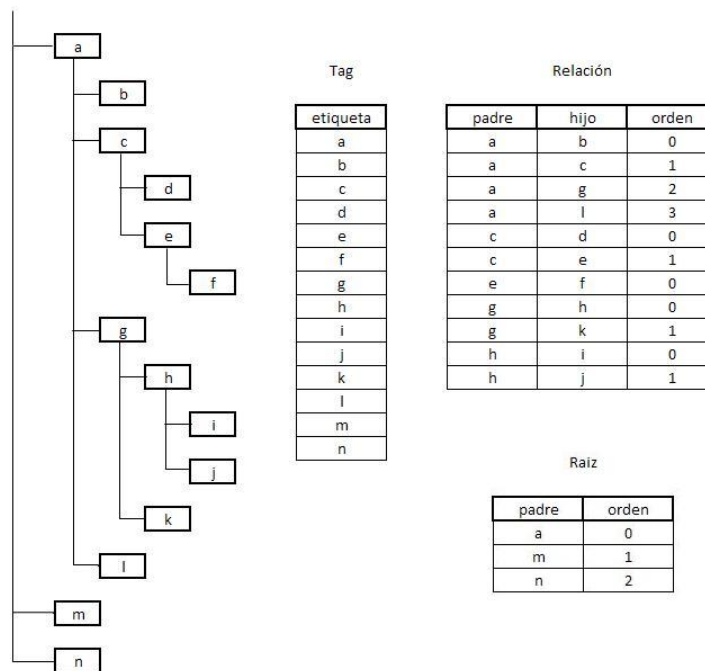 a
b
c
d
e
f
g
h
i
j
k
l
m
n
Tag
etiqueta
a
b
c
d
e
f
g
h
i
j
k
l
m
n
Relación
padre hijo orden
a b 0
a c 1
a g 2
a l 3
c d 0
c e 1
e f 0
g h 0
g k 1
h i 0
h j 1
Raiz
padre orden
a 0
m 1
n 2